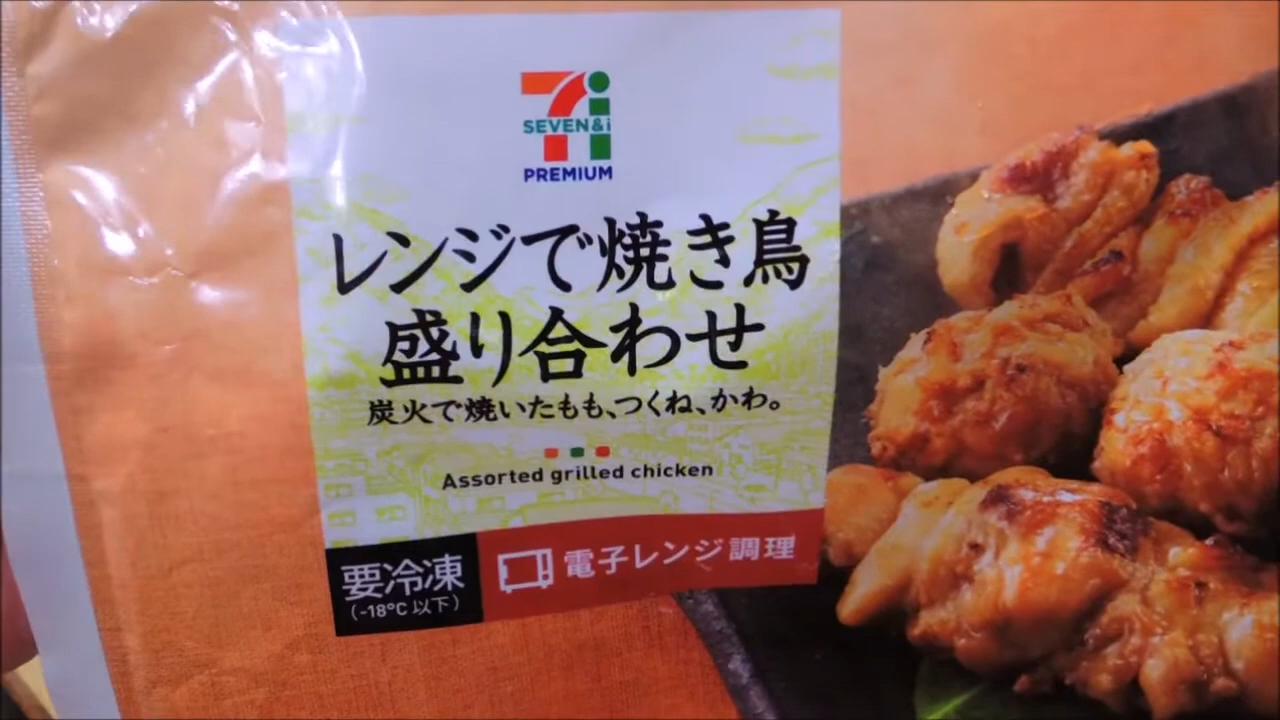 SEVEN&i
PREMIUM
レンジで焼き鳥
盛り合わせ
炭火で焼いたもも、つくね、かわ。
Assorted grilled chicken
要冷凍
(-18℃以下)
電子レンジ調理